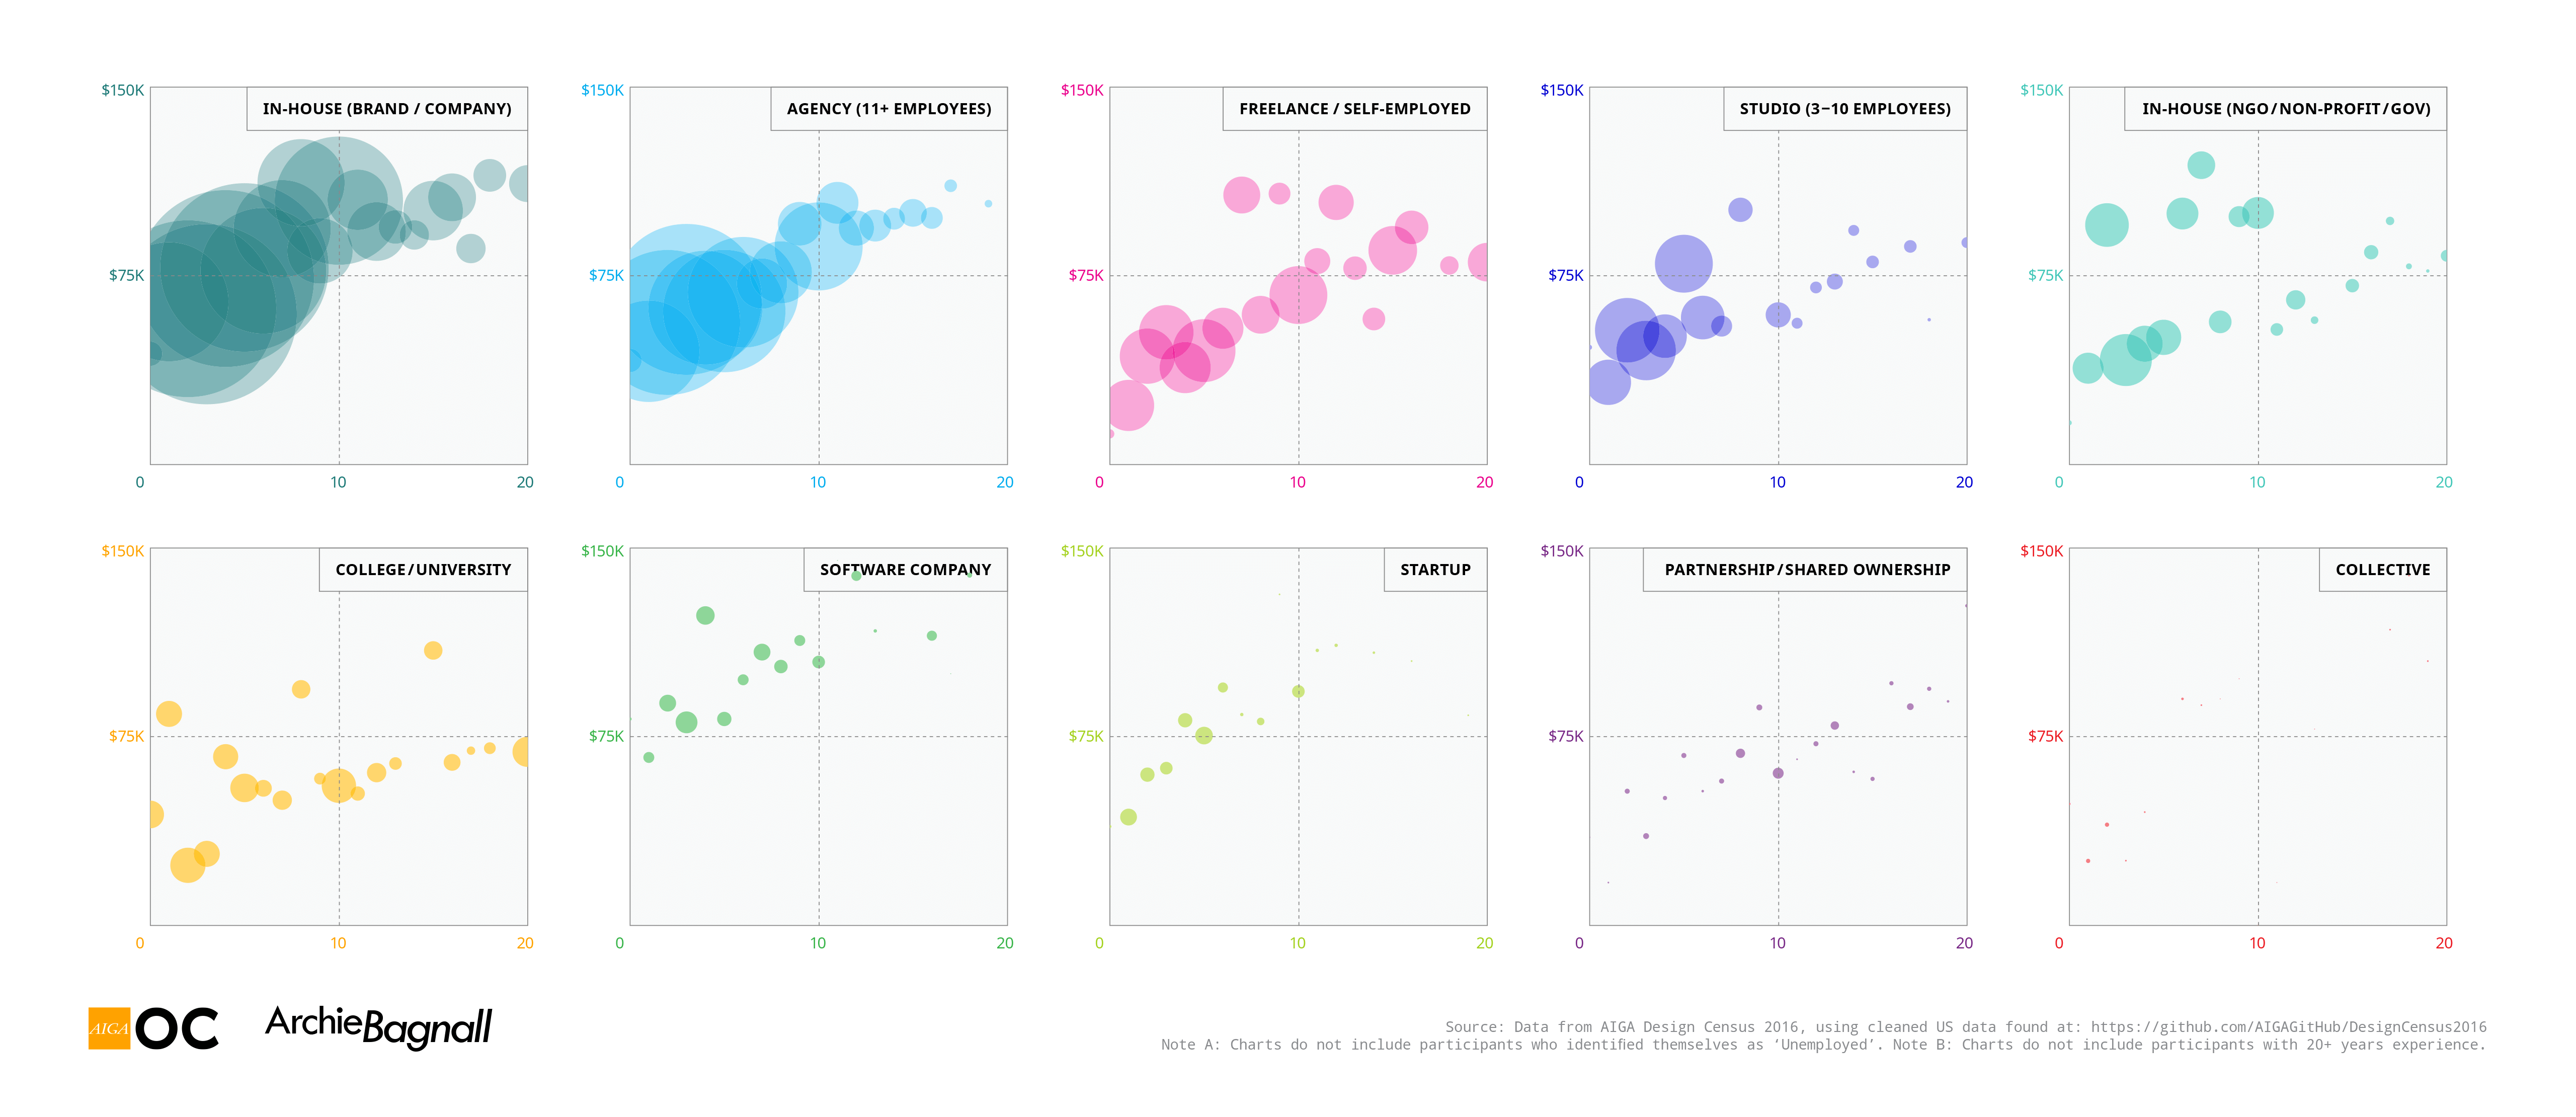 $150K
IN-HOUSE (BRAND / COMPANY)
$75K
0 10 20
$150K
AGENCY (11+ EMPLOYEES)
$75K
0 10 20
$150K
FREELANCE / SELF-EMPLOYED
$75K
0 10 20
$150K
STUDIO (3–10 EMPLOYEES)
$75K
0 10 20
$150K
IN-HOUSE (NGO/NON-PROFIT/GOV)
$75K
0 10 20
$150K
COLLEGE/UNIVERSITY
$75K
0 10 20
$150K
SOFTWARE COMPANY
$75K
0 10 20
$150K
STARTUP
$75K
0 10 20
$150K
PARTNERSHIP/SHARED OWNERSHIP
$75K
0 10 20
$150K
COLLECTIVE
$75K
0 10 20
AIGA OC
ArchieBagnall
Source: Data from AIGA Design Census 2016, using cleaned US data found at: https://github.com/AIGAGitHub/DesignCensus2016
Note A: Charts do not include participants who identified themselves as ‘Unemployed’. Note B: Charts do not include participants with 20+ years experience.